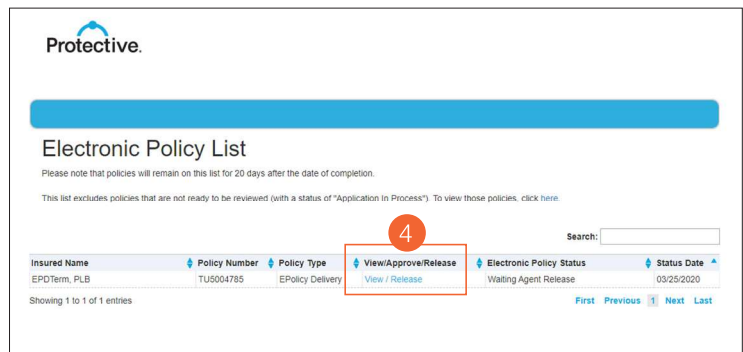 Protective.
Electronic Policy List
Please note that policies will remain on this list for 20 days after the date of completion.
This list excludes policies that are not ready to be reviewed (with a status of "Application In Process"). To view those policies, click here.
4
Search:
Insured Name Policy Number Policy Type View/Approve/Release Electronic Policy Status Status Date
EPDTerm, PLB TU5004785 EPolicy Delivery View / Release Waiting Agent Release 03/25/2020
Showing 1 to 1 of 1 entries First Previous 1 Next Last